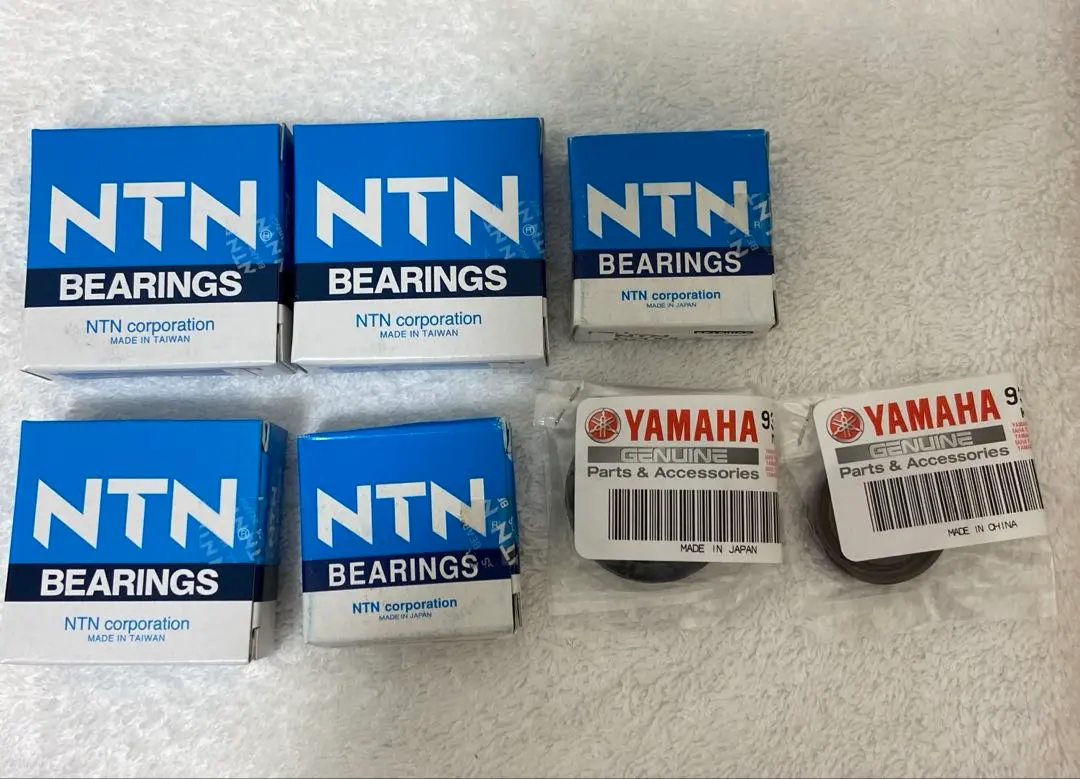 NTN
BEARINGS
NTN corporation
MADE IN TAIWAN
NTN
BEARINGS
NTN corporation
MADE IN TAIWAN
NTN
BEARINGS
NTN corporation
MADE IN JAPAN
NTN
BEARINGS
NTN corporation
MADE IN TAIWAN
NTN
BEARINGS
NTN corporation
MADE IN JAPAN
YAMAHA 93
GENUINE
Parts & Accessories
MADE IN JAPAN
YAMAHA 93
GENUINE
Parts & Accessories
MADE IN CHINA